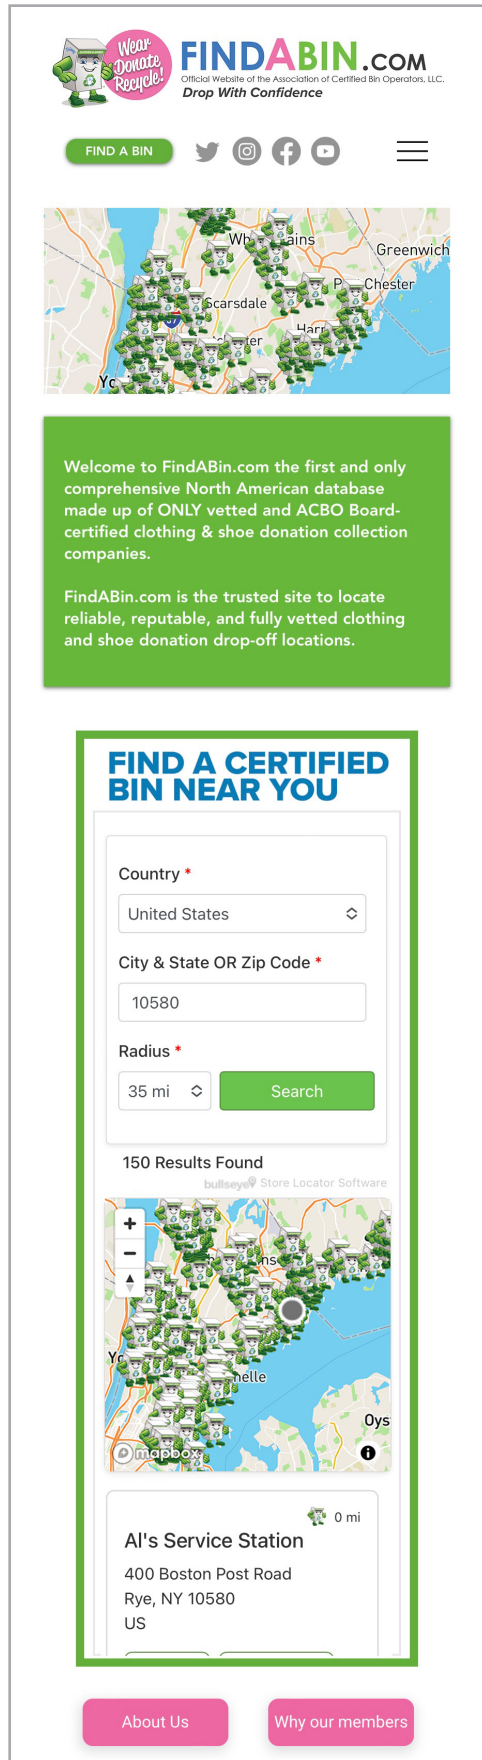 Wear
Donate
Recycle!
FINDABIN.COM
Official Website of the Association of Certified Bin Operators, LLC.
Drop With Confidence
FIND A BIN
Greenwich
Scarsdale
Chester
Welcome to FindABin.com the first and only
comprehensive North American database
made up of ONLY vetted and ACBO Board-
certified clothing & shoe donation collection
companies.
FindABin.com is the trusted site to locate
reliable, reputable, and fully vetted clothing
and shoe donation drop-off locations.
FIND A CERTIFIED
BIN NEAR YOU
Country *
United States
City & State OR Zip Code *
10580
Radius *
35 mi
Search
150 Results Found
bullseye Store Locator Software
mapbox
0 mi
Al's Service Station
400 Boston Post Road
Rye, NY 10580
US
About Us
Why our members